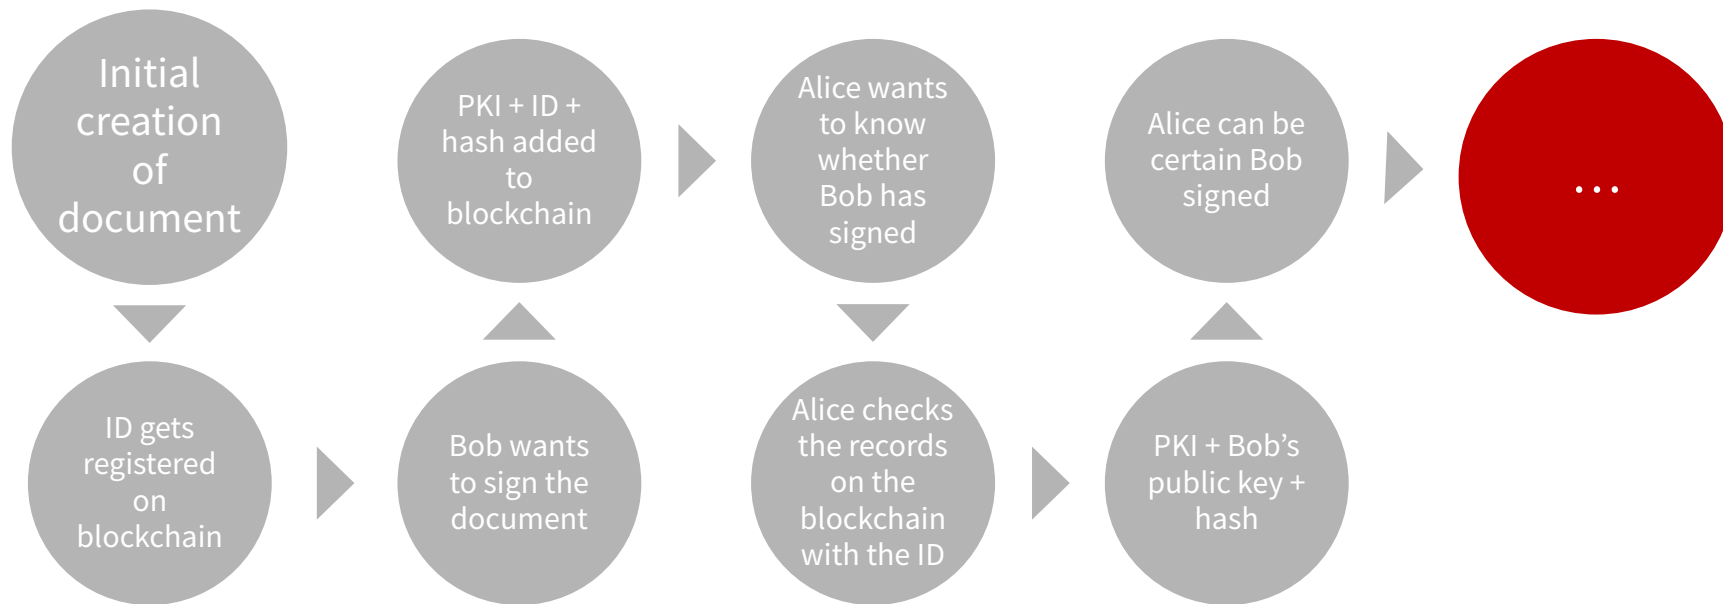 Initial
creation
of
document
ID gets
registered
on
blockchain
Bob wants
to sign the
document
PKI + ID +
hash added
to
blockchain
Alice wants
to know
whether
Bob has
signed
Alice checks
the records
on the
blockchain
with the ID
PKI + Bob’s
public key +
hash
Alice can be
certain Bob
signed
...